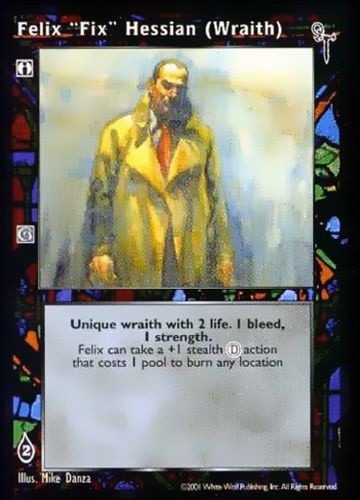 Felix "Fix" Hessian (Wraith)
Unique wraith with 2 life. 1 bleed,
1 strength.
Felix can take a +1 stealth Ⓓ action
that costs 1 pool to burn any location
2
Illus. Mike Danza
©2001 White Wolf Publishing, Inc. All Rights Reserved.